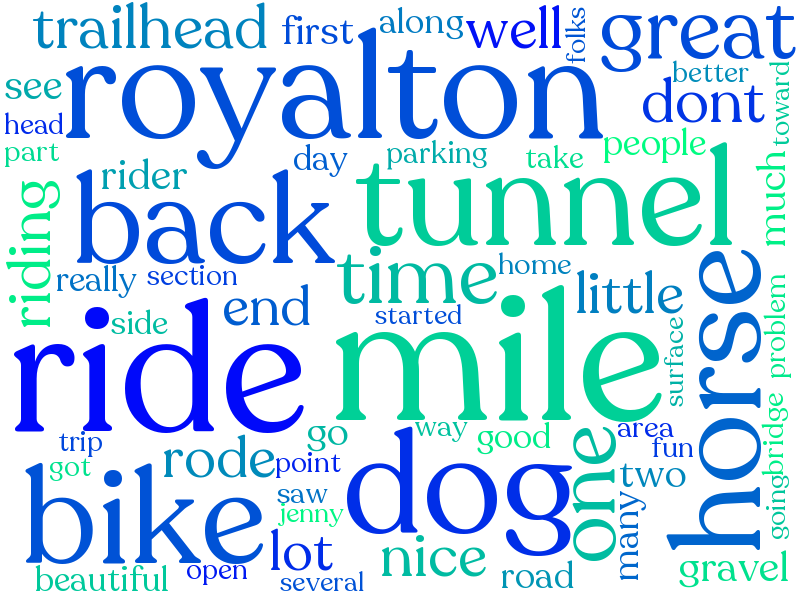 trailhead
first
along
well
folks
great
see
royalton
better
dont
toward
head
part
day
parking
take
people
rider
back
tunnel
much
riding
really
section
time
home
little
horse
side
end
started
ride
mile
surface
problem
trip
got
rode
go
way
good
area
fun
point
bike
saw
jenny
dog
one
two
many
bridge
going
lot
nice
open
beautiful
several
road
gravel